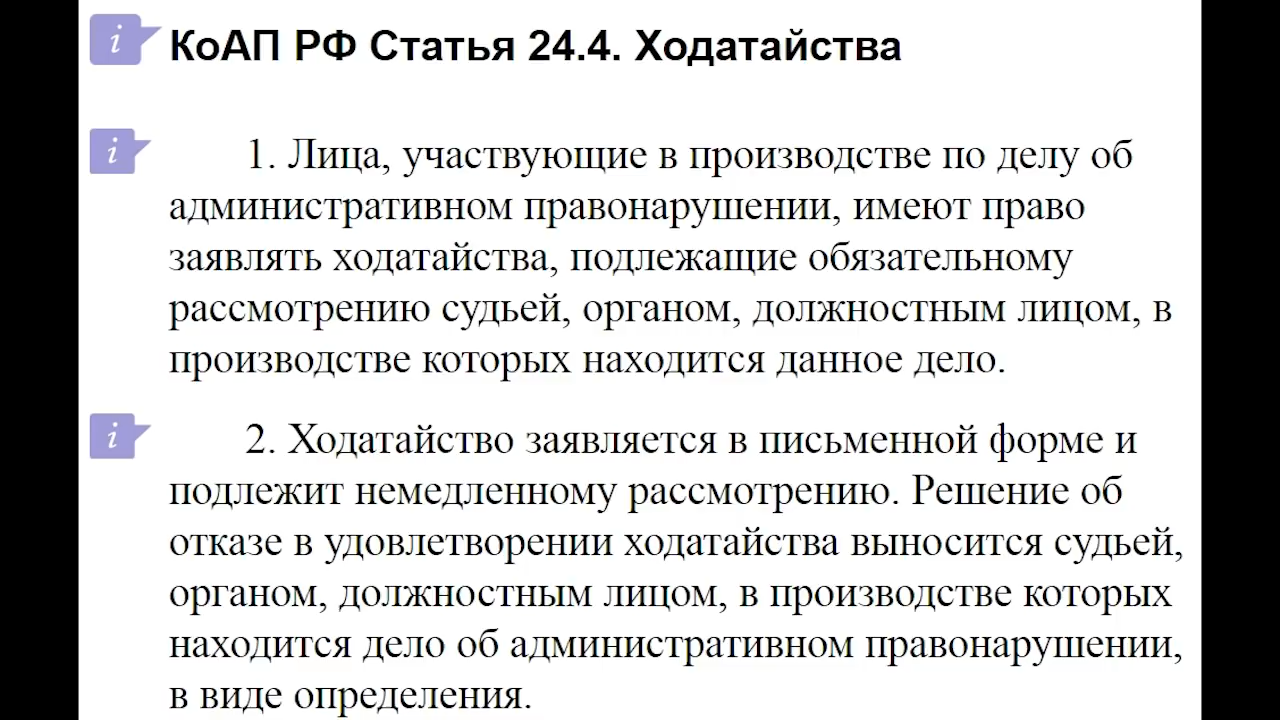 КоАП РФ Статья 24.4. Ходатайства
1. Лица, участвующие в производстве по делу об
административном правонарушении, имеют право
заявлять ходатайства, подлежащие обязательному
рассмотрению судьей, органом, должностным лицом, в
производстве которых находится данное дело.
2. Ходатайство заявляется в письменной форме и
подлежит немедленному рассмотрению. Решение об
отказе в удовлетворении ходатайства выносится судьей,
органом, должностным лицом, в производстве которых
находится дело об административном правонарушении,
в виде определения.